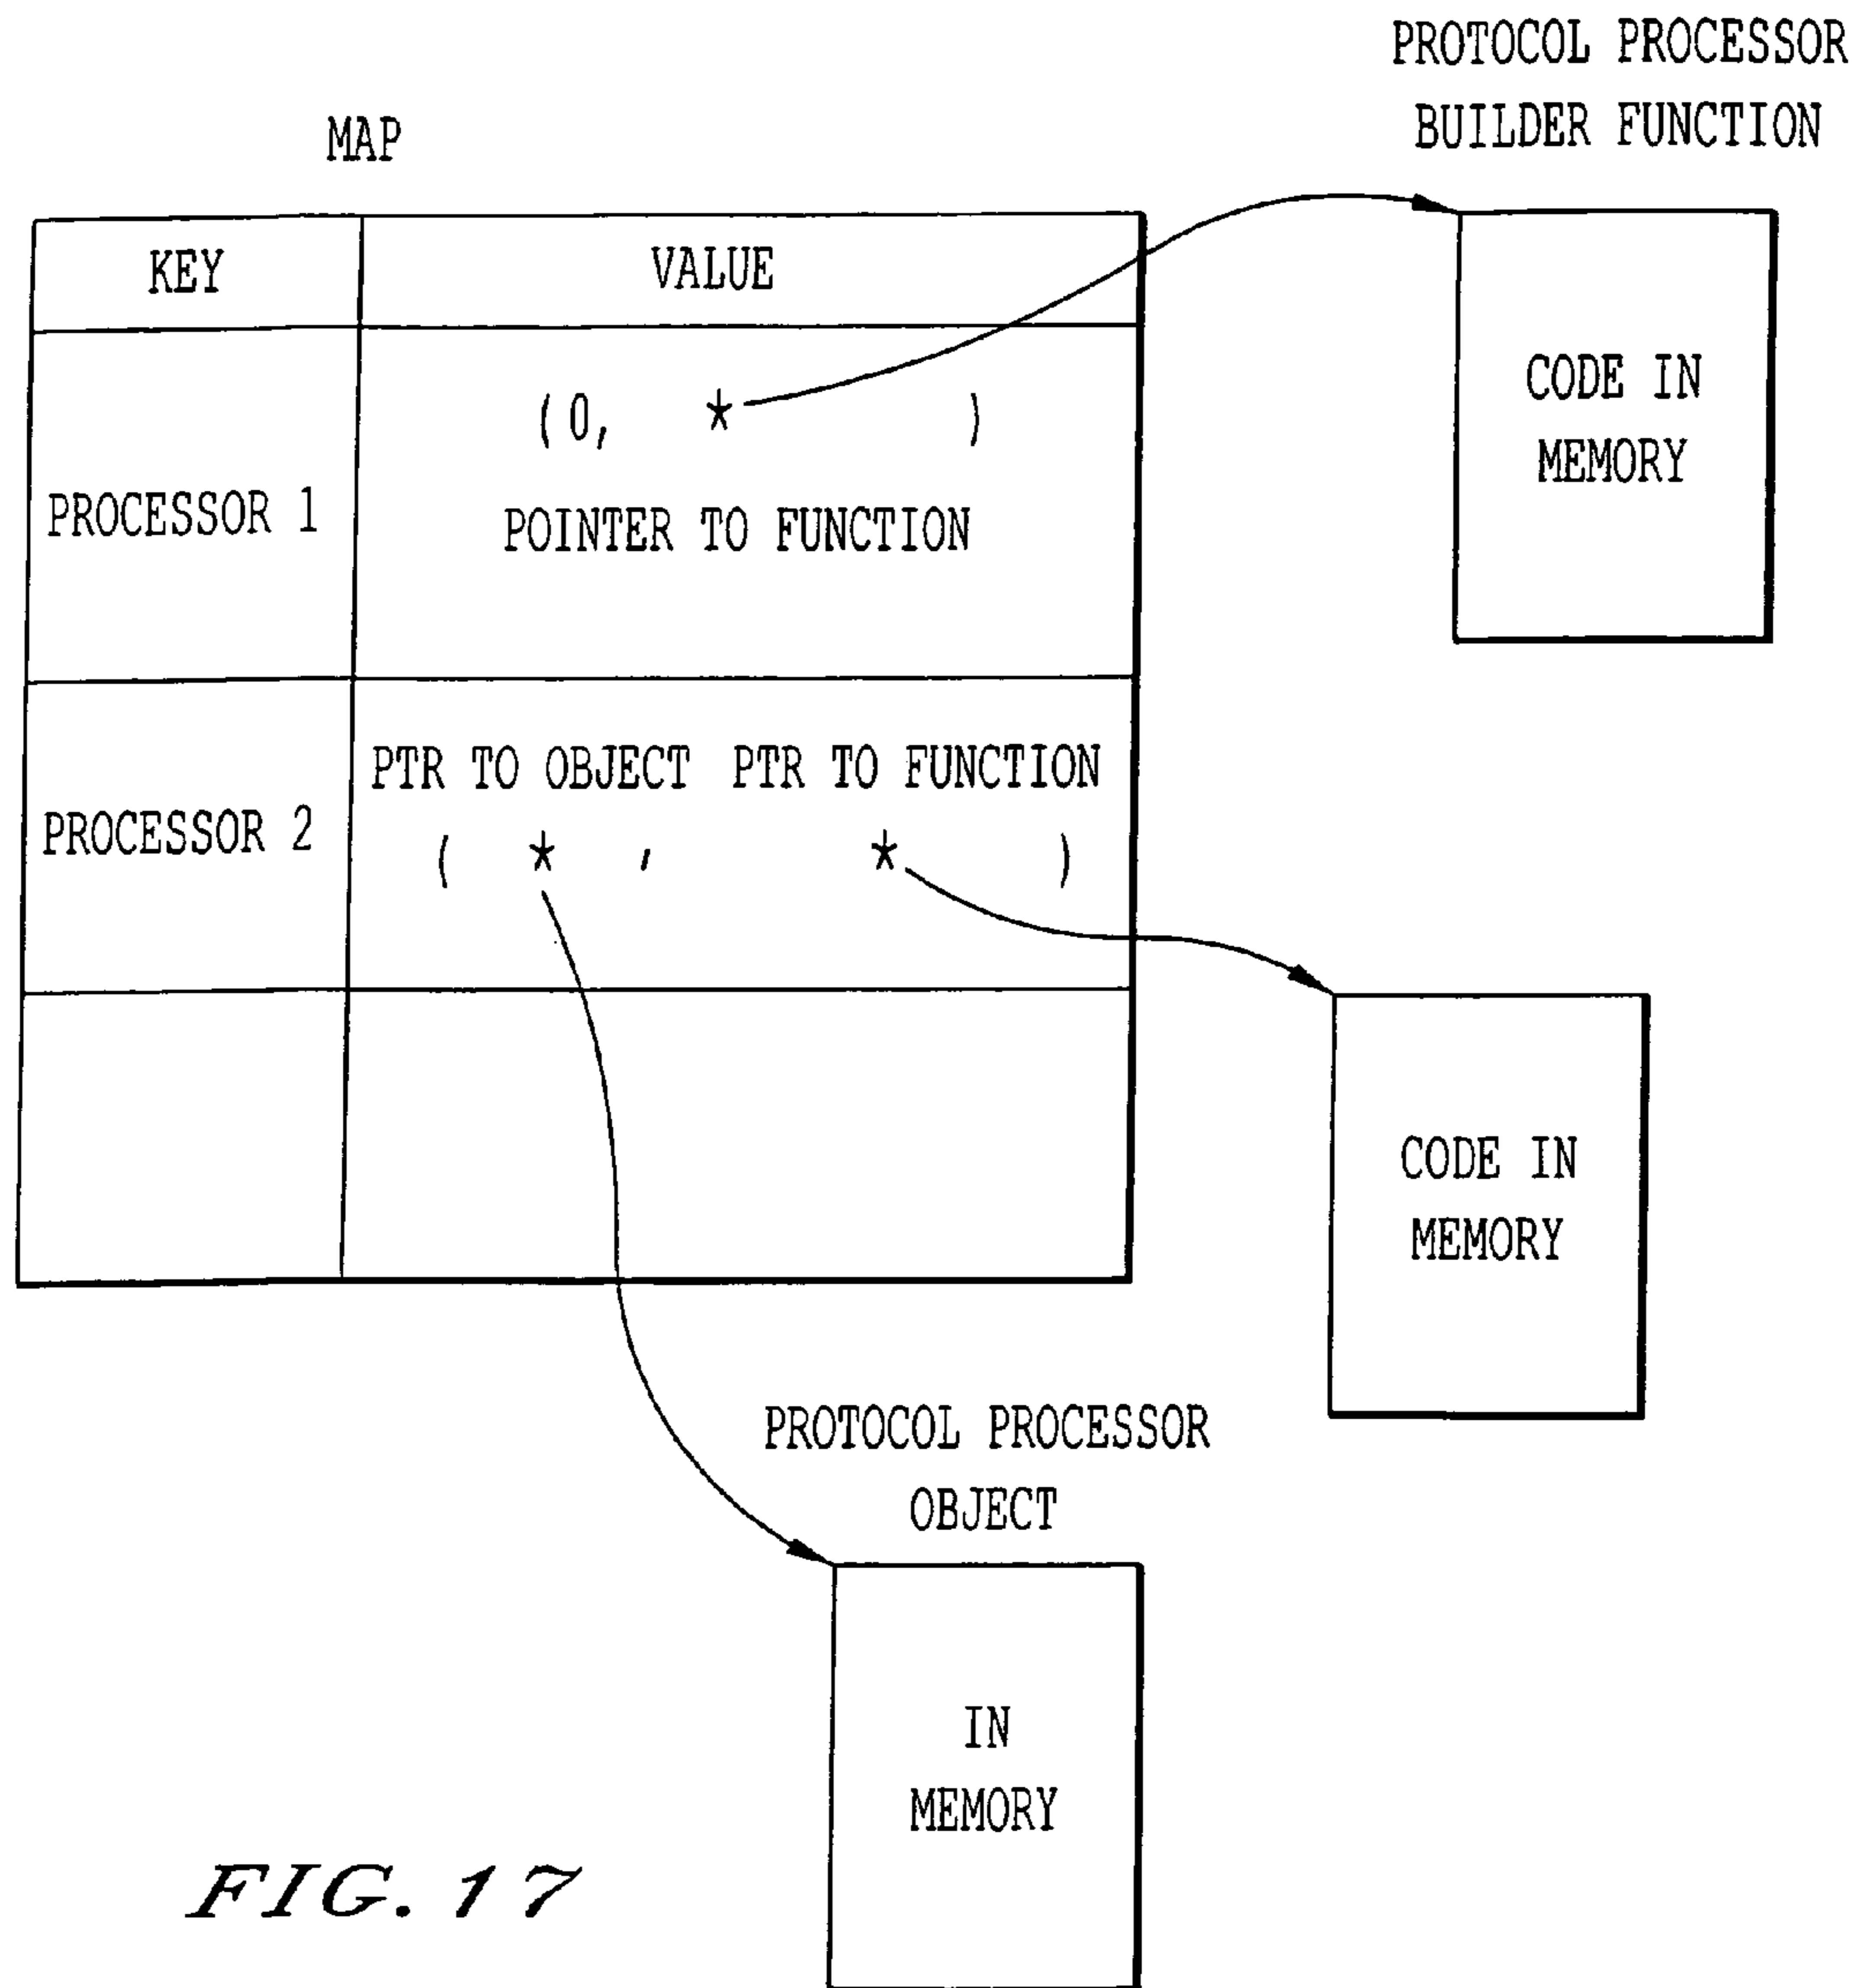 PROTOCOL PROCESSOR
BUILDER FUNCTION
MAP
KEY VALUE
CODE IN
MEMORY
( 0, * )
PROCESSOR 1
POINTER TO FUNCTION
PTR TO OBJECT PTR TO FUNCTION
PROCESSOR 2
( * , * )
CODE IN
MEMORY
PROTOCOL PROCESSOR
OBJECT
IN
MEMORY
FIG. 17